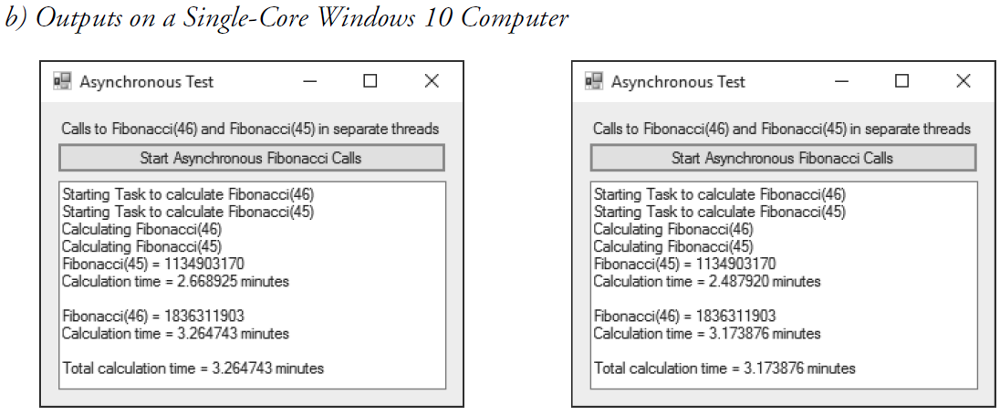 b) Outputs on a Single-Core Windows 10 Computer
Asynchronous Test
Calls to Fibonacci(46) and Fibonacci(45) in separate threads
Start Asynchronous Fibonacci Calls
Starting Task to calculate Fibonacci(46)
Starting Task to calculate Fibonacci(45)
Calculating Fibonacci(46)
Calculating Fibonacci(45)
Fibonacci(45) = 1134903170
Calculation time = 2.668925 minutes
Fibonacci(46) = 1836311903
Calculation time = 3.264743 minutes
Total calculation time = 3.264743 minutes
Asynchronous Test
Calls to Fibonacci(46) and Fibonacci(45) in separate threads
Start Asynchronous Fibonacci Calls
Starting Task to calculate Fibonacci(46)
Starting Task to calculate Fibonacci(45)
Calculating Fibonacci(46)
Calculating Fibonacci(45)
Fibonacci(45) = 1134903170
Calculation time = 2.487920 minutes
Fibonacci(46) = 1836311903
Calculation time = 3.173876 minutes
Total calculation time = 3.173876 minutes